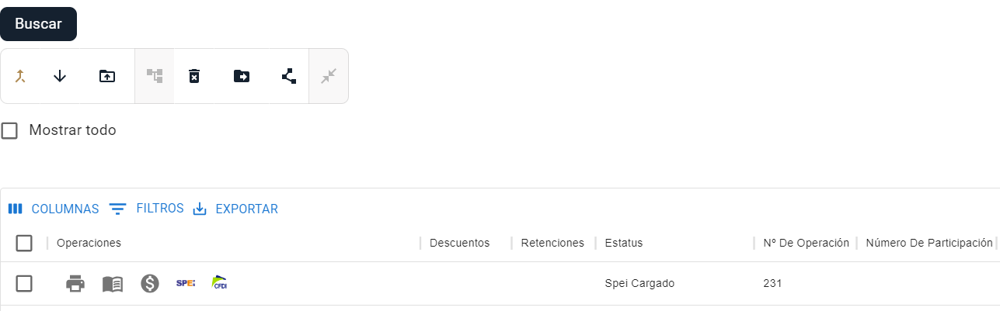 Buscar
Mostrar todo
COLUMNAS FILTROS EXPORTAR
Operaciones Descuentos Retenciones Estatus Nº De Operación Número De Participación
SPEI CFDI Spei Cargado 231